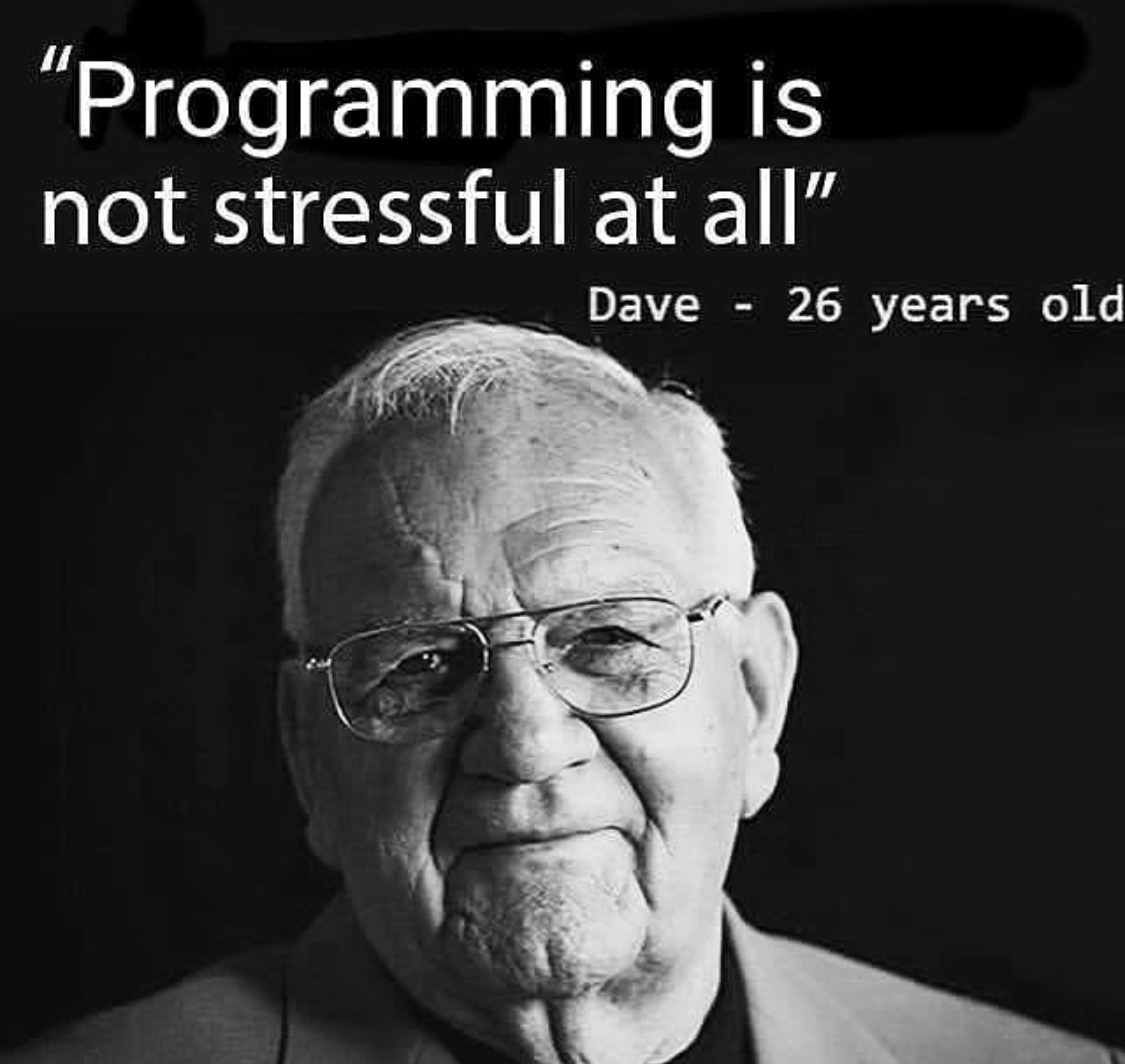 “Programming is
not stressful at all”
Dave - 26 years old